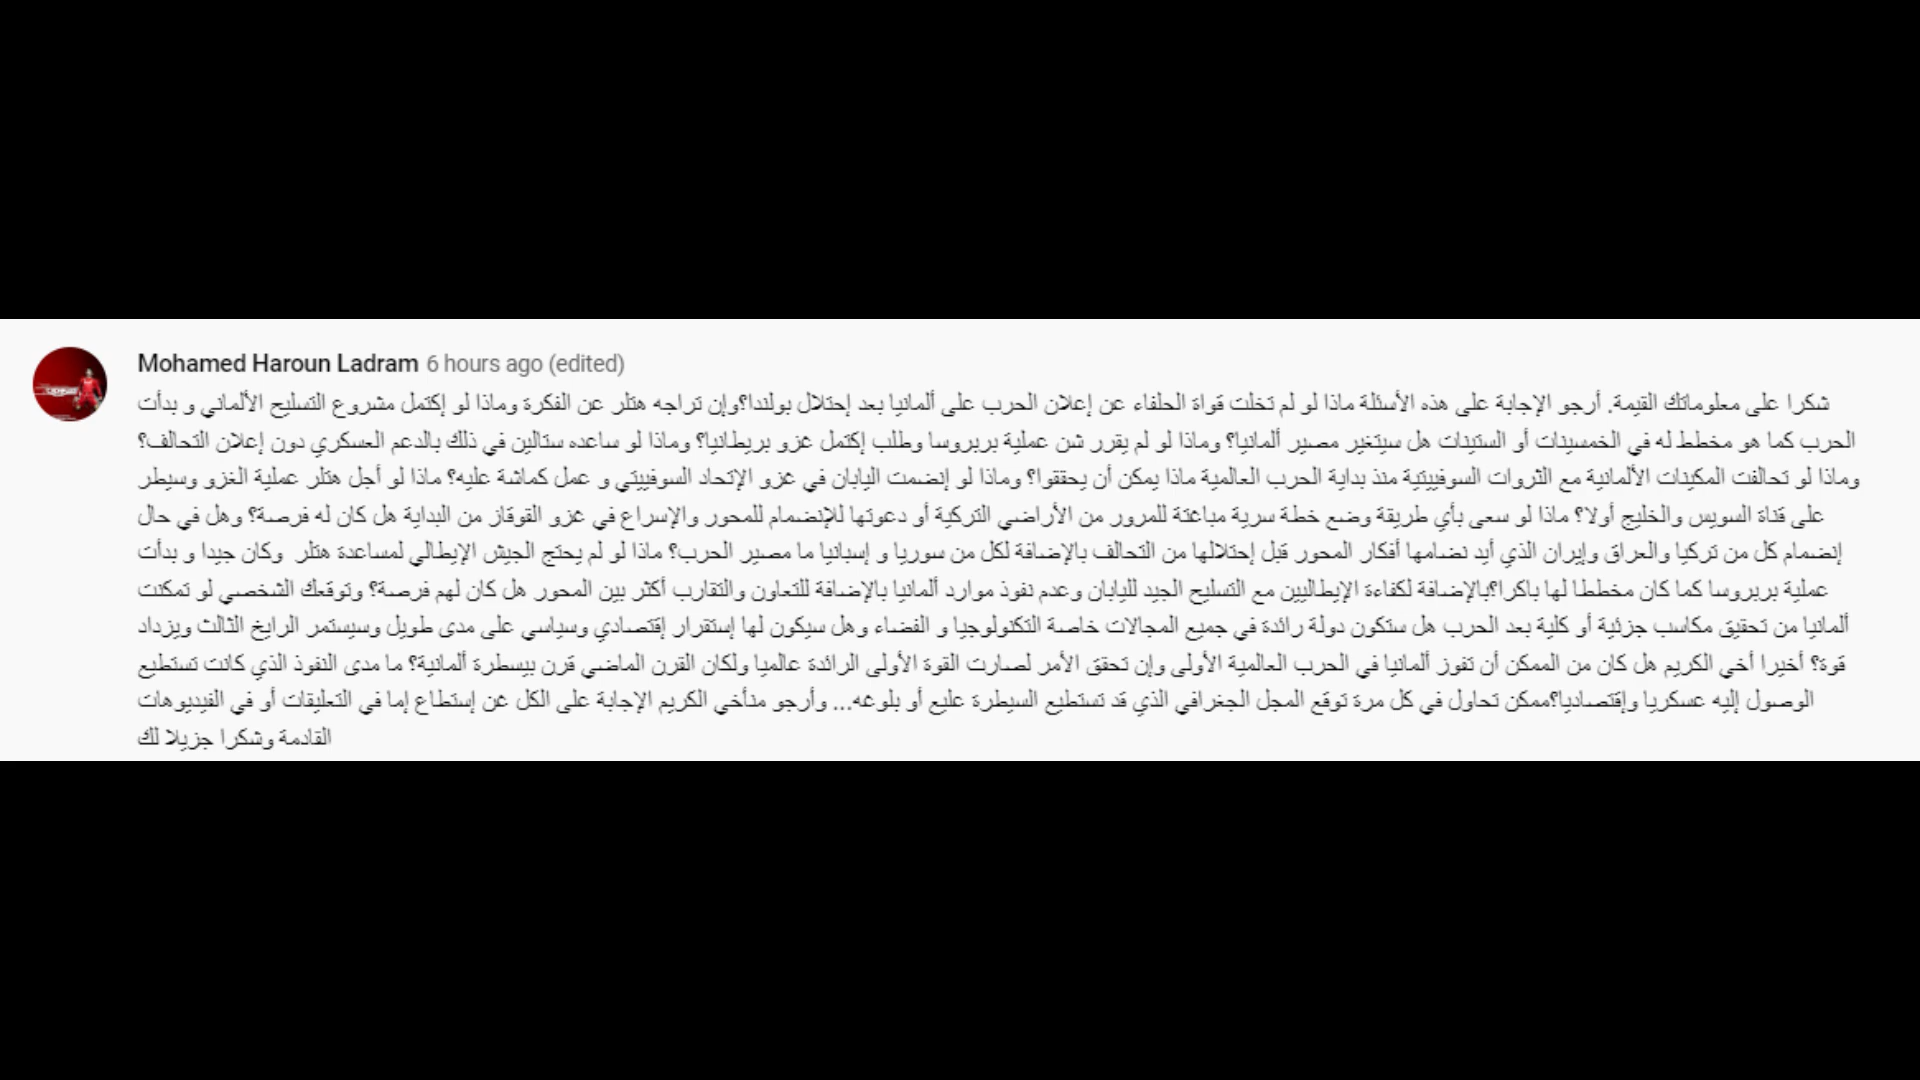 Mohamed Haroun Ladram 6 hours ago (edited)
شكرا على معلوماتك القيمة. أرجو الإجابة على هذه الأسئلة ماذا لو لم تخلت قواة الحلفاء عن إعلان الحرب على ألمانيا بعد إحتلال بولندا؟وإن تراجه هتلر عن الفكرة وماذا لو إكتمل مشروع التسليح الألماني و بدأت
الحرب كما هو مخطط له في الخمسينات أو الستينات هل سيتغير مصير ألمانيا؟ وماذا لو لم يقرر شن عملية بربروسا وطلب إكتمل غزو بريطانيا؟ وماذا لو ساعده ستالين في ذلك بالدعم العسكري دون إعلان التحالف؟
وماذا لو تحالفت المكينات الألمانية مع الثروات السوفييتية منذ بداية الحرب العالمية ماذا يمكن أن يحققوا؟ وماذا لو إنضمت اليابان في غزو الإتحاد السوفييتي و عمل كماشة عليه؟ ماذا لو أجل هتلر عملية الغزو وسيطر
على قناة السويس والخليج أولا؟ ماذا لو سعى بأي طريقة وضع خطة سرية مباغتة للمرور من الأراضي التركية أو دعوتها للإنضمام للمحور والإسراع في غزو القوقاز من البداية هل كان له فرصة؟ وهل في حال
إنضمام كل من تركيا والعراق وإيران الذي أيد نضامها أفكار المحور قبل إحتلالها من التحالف بالإضافة لكل من سوريا و إسبانيا ما مصير الحرب؟ ماذا لو لم يحتج الجيش الإيطالي لمساعدة هتلر وكان جيدا و بدأت
عملية بربروسا كما كان مخططا لها باكرا؟بالإضافة لكفاءة الإيطاليين مع التسليح الجيد لليابان وعدم نفوذ موارد ألمانيا بالإضافة للتعاون والتقارب أكثر بين المحور هل كان لهم فرصة؟ وتوقعك الشخصي لو تمكنت
ألمانيا من تحقيق مكاسب جزئية أو كلية بعد الحرب هل ستكون دولة رائدة في جميع المجالات خاصة التكنولوجيا و الفضاء وهل سيكون لها إستقرار إقتصادي وسياسي على مدى طويل وسيستمر الرايخ الثالث ويزداد
قوة؟ أخيرا أخي الكريم هل كان من الممكن أن تفوز ألمانيا في الحرب العالمية الأولى وإن تحقق الأمر لصارت القوة الأولى الرائدة عالميا ولكان القرن الماضي قرن بيسطرة ألمانية؟ ما مدى النفوذ الذي كانت تستطيع
الوصول إليه عسكريا وإقتصاديا؟ممكن تحاول في كل مرة توقع المجل الجغرافي الذي قد تستطيع السيطرة عليع أو بلوغه... وأرجو منأخي الكريم الإجابة على الكل غن إستطاع إما في التعليقات أو في الفيديوهات
القادمة وشكرا جزيلا لك